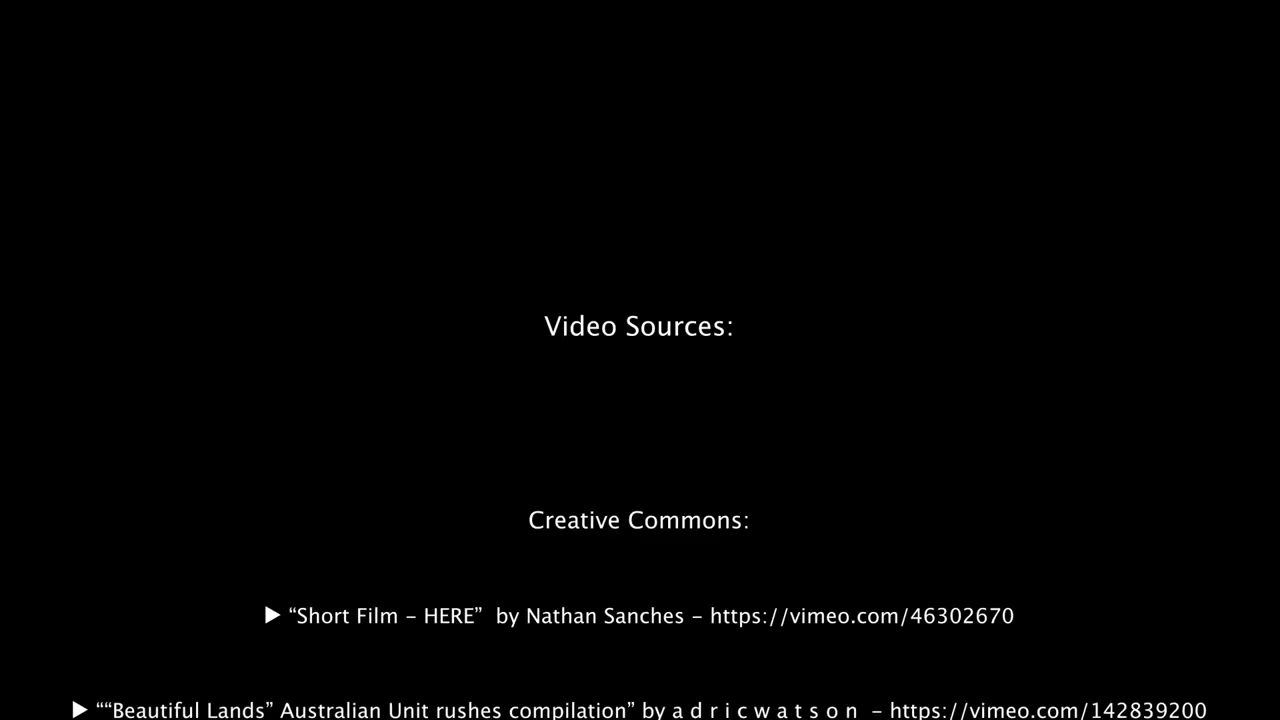 Video Sources:
Creative Commons:
▶ “Short Film – HERE”  by Nathan Sanches – https://vimeo.com/46302670
▶ ““Beautiful Lands” Australian Unit rushes compilation” by a d r i c w a t s o n  – https://vimeo.com/142839200